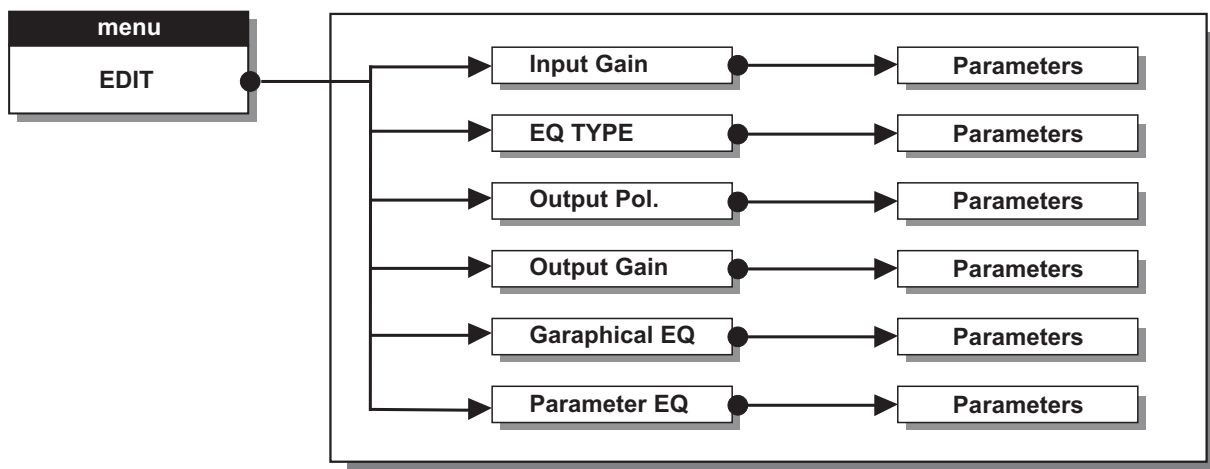 menu
EDIT
Input Gain
Parameters
EQ TYPE
Parameters
Output Pol.
Parameters
Output Gain
Parameters
Garaphical EQ
Parameters
Parameter EQ
Parameters